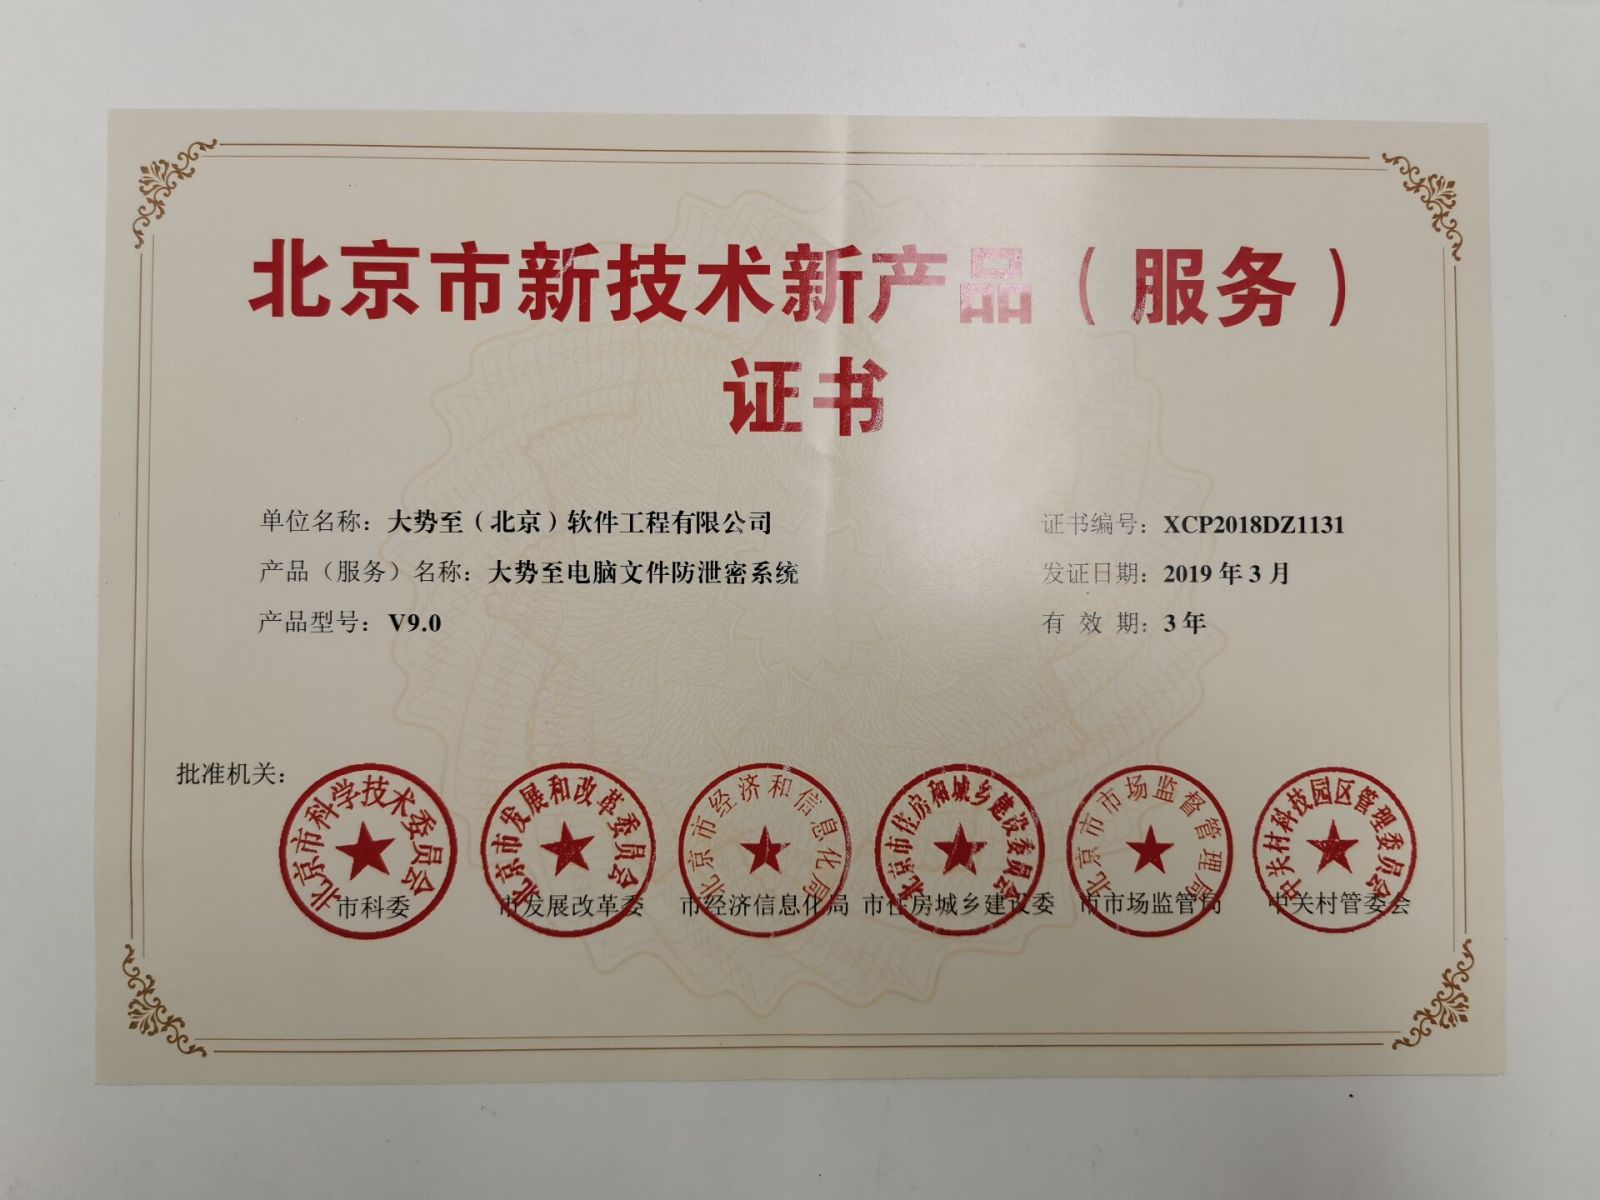 北京市新技术新产品（服务）
证书
单位名称：大势至（北京）软件工程有限公司
证书编号：XCP2018DZ1131
产品（服务）名称：大势至电脑文件防泄密系统
发证日期：2019年3月
产品型号：V9.0
有 效 期：3年
批准机关：
北京市科学技术委员会
北京市发展和改革委员会
北京市经济和信息化局
北京市住房和城乡建设委员会
北京市市场监督管理局
中关村科技园区管理委员会
市科委
市发展改革委
市经济信息化局
市住房城乡建设委
市市场监管局
中关村管委会